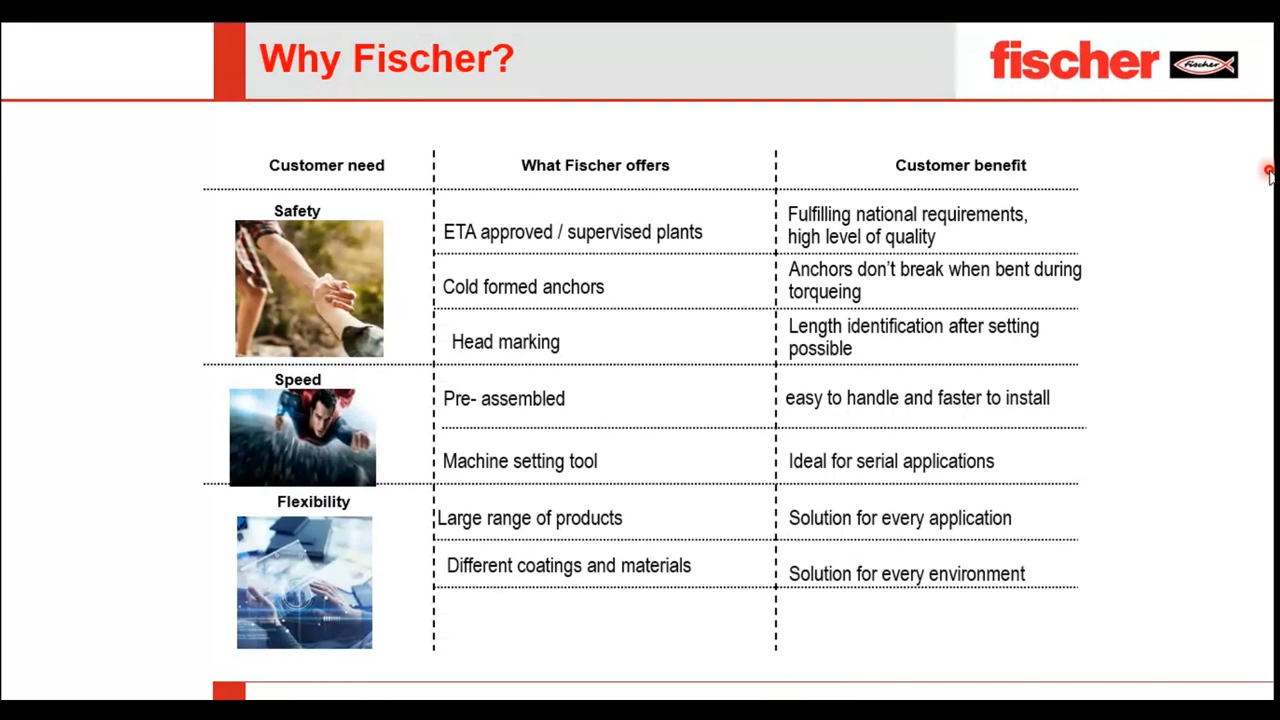 Why Fischer?
fischer
fischer
Customer need
What Fischer offers
Customer benefit
Safety
ETA approved / supervised plants
Fulfilling national requirements,
high level of quality
Cold formed anchors
Anchors don't break when bent during
torqueing
Head marking
Length identification after setting
possible
Speed
Pre- assembled
easy to handle and faster to install
Machine setting tool
Ideal for serial applications
Flexibility
Large range of products
Solution for every application
Different coatings and materials
Solution for every environment